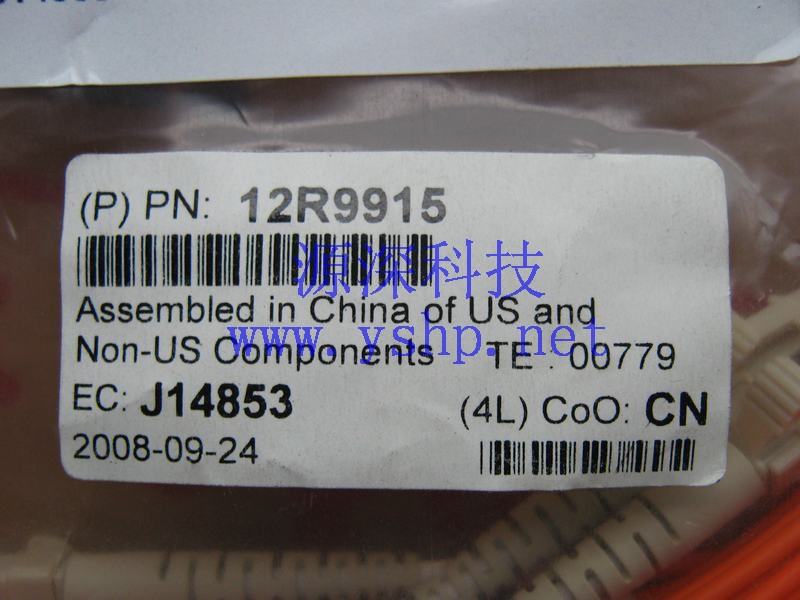 (P) PN: 12R9915
源深科技
Assembled in China of US and
www.yshp.net
Non-US Components TE : 00779
EC: J14853 (4L) CoO: CN
2008-09-24